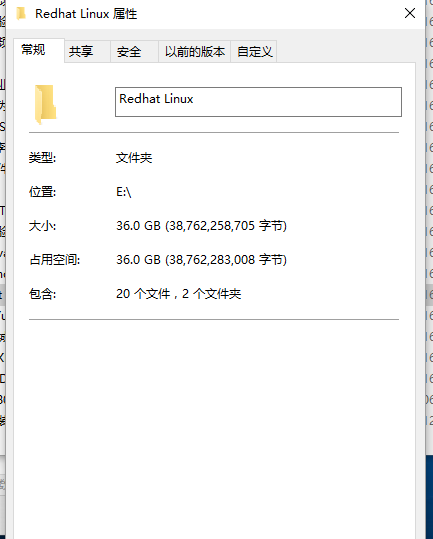 Redhat Linux 属性
常规 共享 安全 以前的版本 自定义
Redhat Linux
类型: 文件夹
位置: E:\
大小: 36.0 GB (38,762,258,705 字节)
占用空间: 36.0 GB (38,762,283,008 字节)
包含: 20 个文件，2 个文件夹